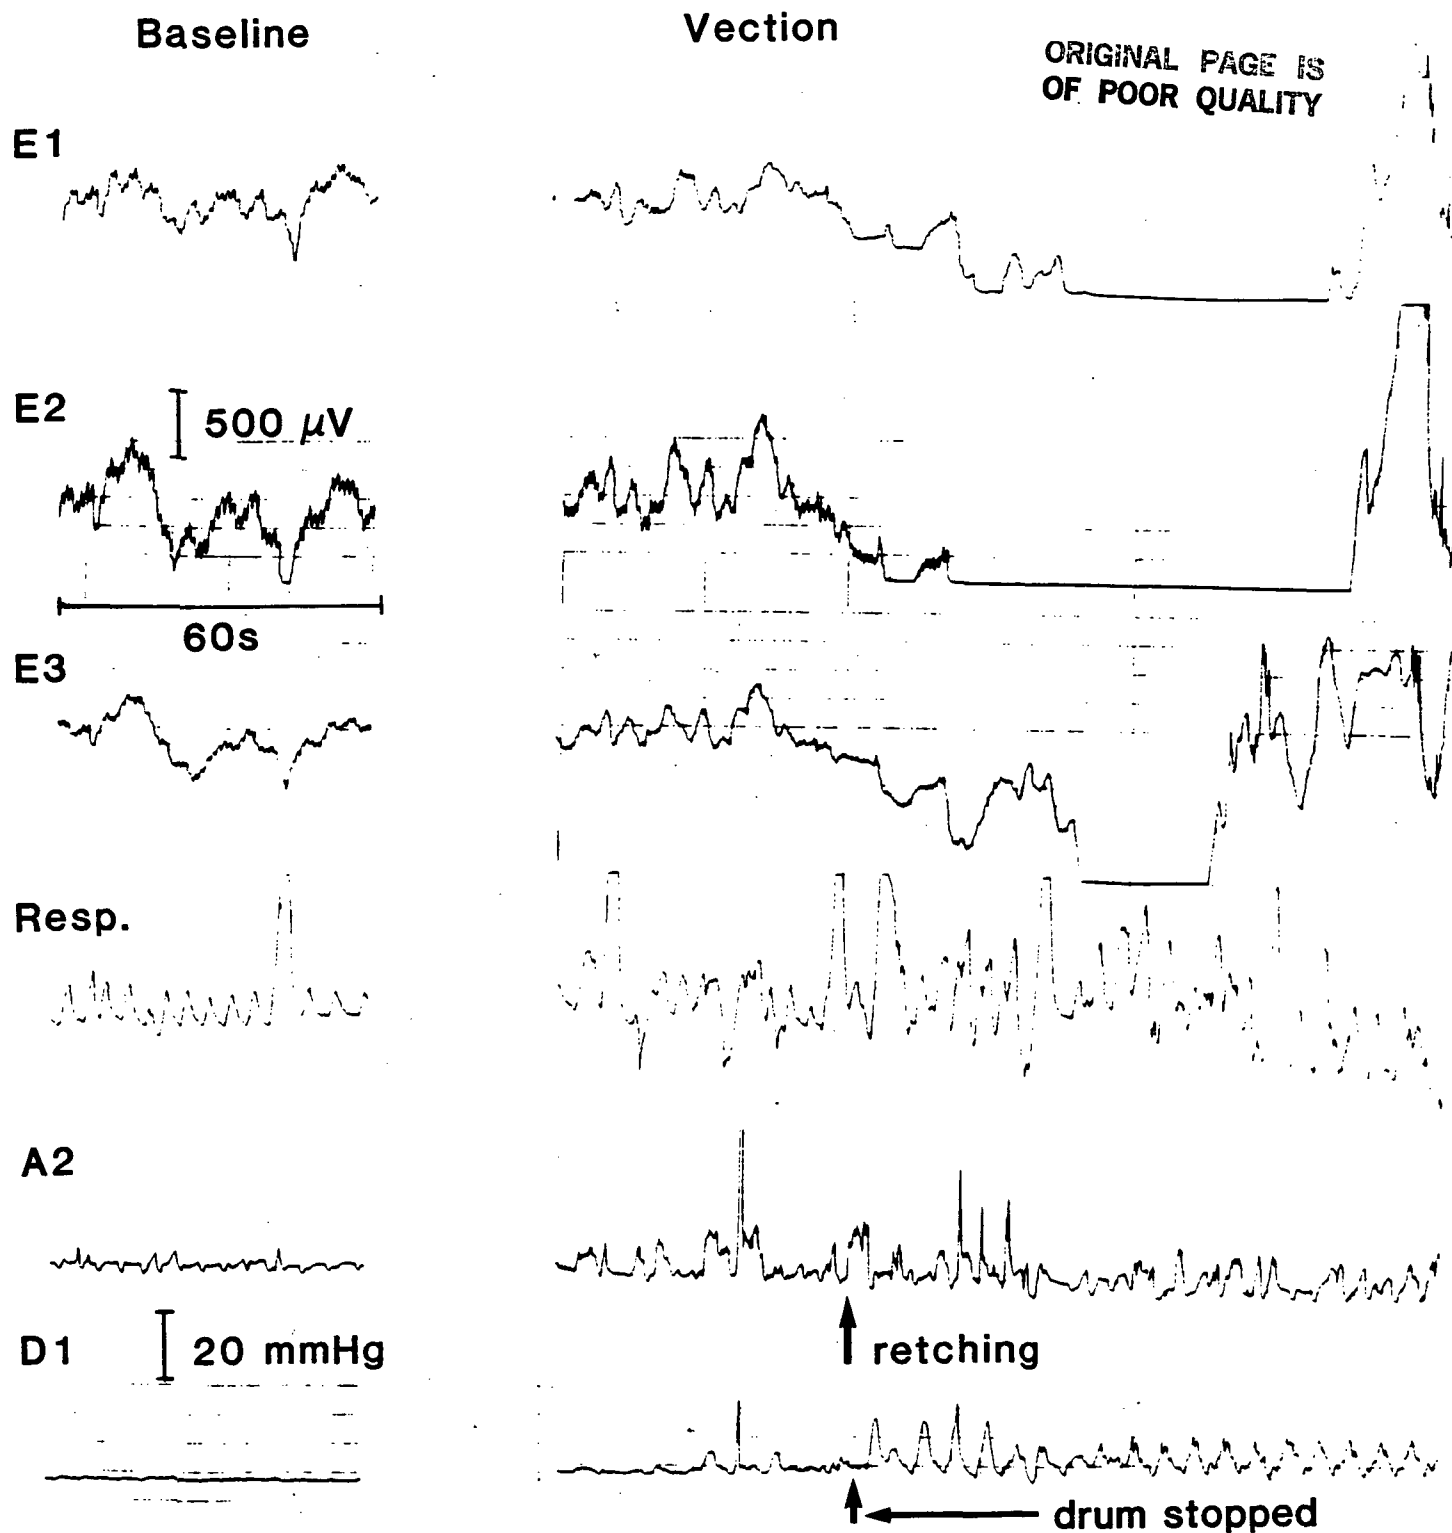 Baseline
Vection
ORIGINAL PAGE IS
OF POOR QUALITY
E1
E2
500 µV
60s
E3
Resp.
A2
retching
D1
20 mmHg
drum stopped